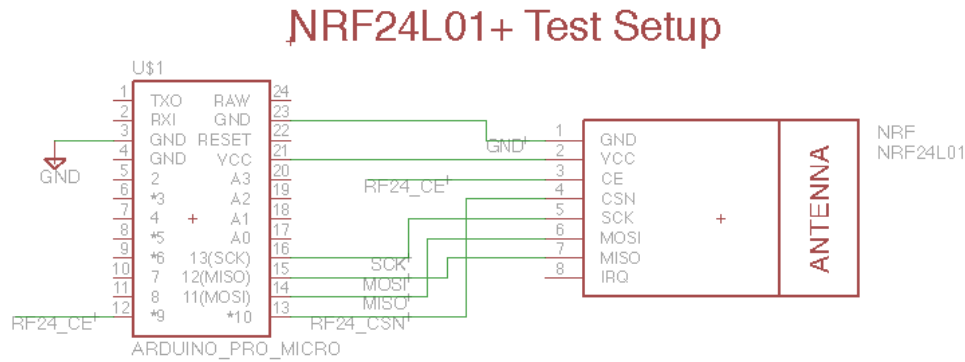 NRF24L01+ Test Setup
U$1
1 TXO RAW 24
2 RXI GND 23
3 GND RESET 22
4 GND VCC 21
5 2 A3 20
6 *3 A2 19
7 4 A1 18
8 *5 A0 17
9 *6 13(SCK) 16
10 7 12(MISO) 15
11 8 11(MOSI) 14
12 *9 *10 13
ARDUINO_PRO_MICRO
GND
RF24_CE
GND
RF24_CE
SCK
MOSI
MISO
RF24_CSN
1 GND
2 VCC
3 CE
4 CSN
5 SCK
6 MOSI
7 MISO
8 IRQ
ANTENNA
NRF
NRF24L01